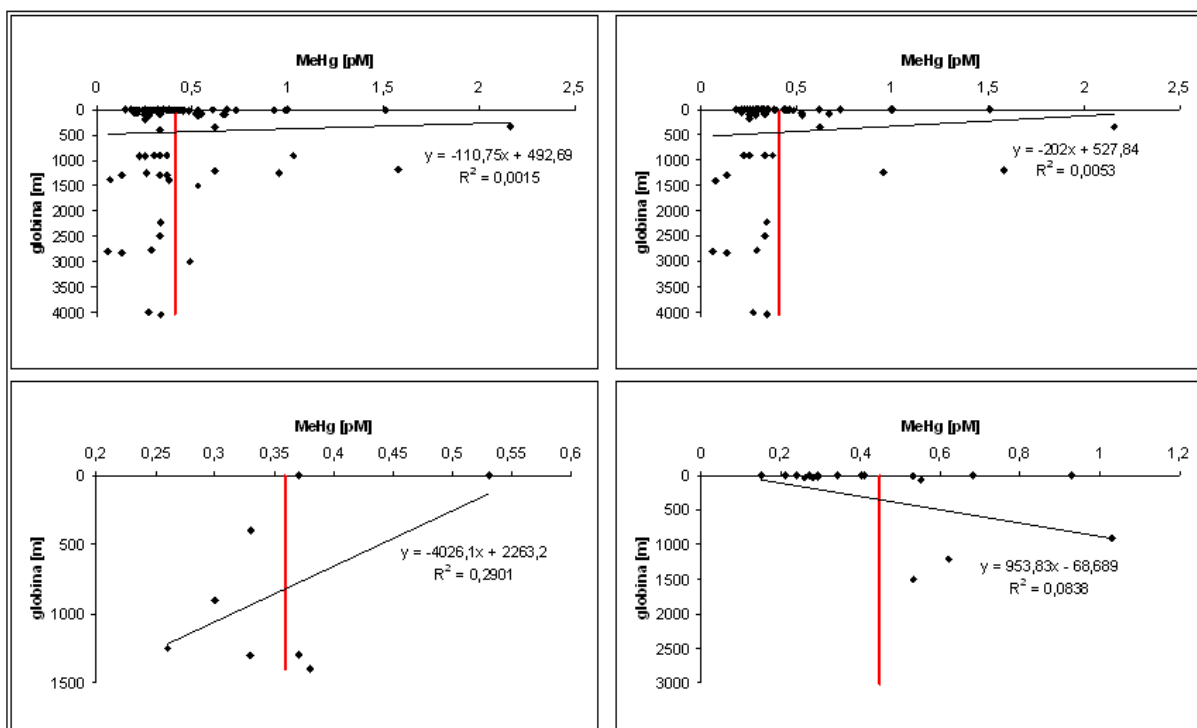 MeHg [pM]
0 0,5 1 1,5 2 2,5
globina [m]
0
500
1000
1500
2000
2500
3000
3500
4000
y = -110,75x + 492,69
R² = 0,0015
MeHg [pM]
0 0,5 1 1,5 2 2,5
globina [m]
0
500
1000
1500
2000
2500
3000
3500
4000
y = -202x + 527,84
R² = 0,0053
MeHg [pM]
0,2 0,25 0,3 0,35 0,4 0,45 0,5 0,55 0,6
globina [m]
0
500
1000
1500
y = -4026,1x + 2263,2
R² = 0,2901
MeHg [pM]
0 0,2 0,4 0,6 0,8 1 1,2
globina [m]
0
500
1000
1500
2000
2500
3000
y = 953,83x - 68,689
R² = 0,0838